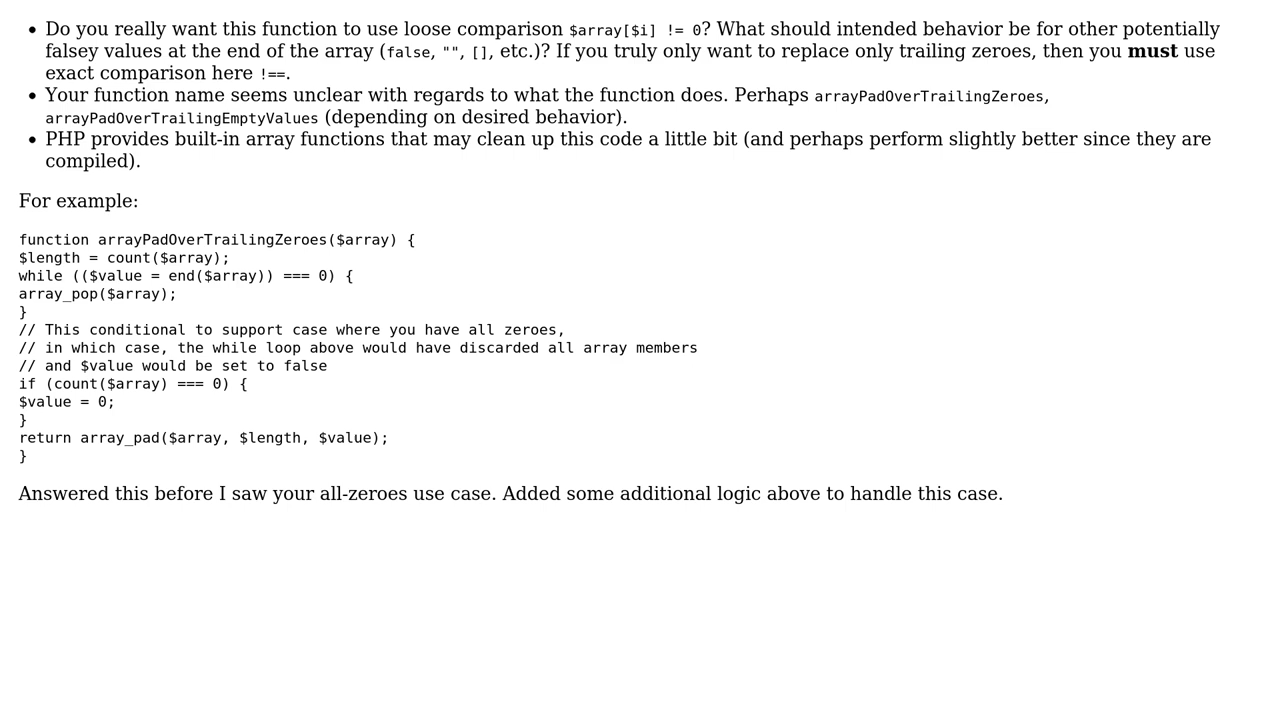 Do you really want this function to use loose comparison $array[$i] != 0? What should intended behavior be for other potentially
falsey values at the end of the array (false, "", [], etc.)? If you truly only want to replace only trailing zeroes, then you must use
exact comparison here !==.
Your function name seems unclear with regards to what the function does. Perhaps arrayPadOverTrailingZeroes,
arrayPadOverTrailingEmptyValues (depending on desired behavior).
PHP provides built-in array functions that may clean up this code a little bit (and perhaps perform slightly better since they are
compiled).
For example:
function arrayPadOverTrailingZeroes($array) {
$length = count($array);
while (($value = end($array)) === 0) {
array_pop($array);
}
// This conditional to support case where you have all zeroes,
// in which case, the while loop above would have discarded all array members
// and $value would be set to false
if (count($array) === 0) {
$value = 0;
}
return array_pad($array, $length, $value);
}
Answered this before I saw your all-zeroes use case. Added some additional logic above to handle this case.